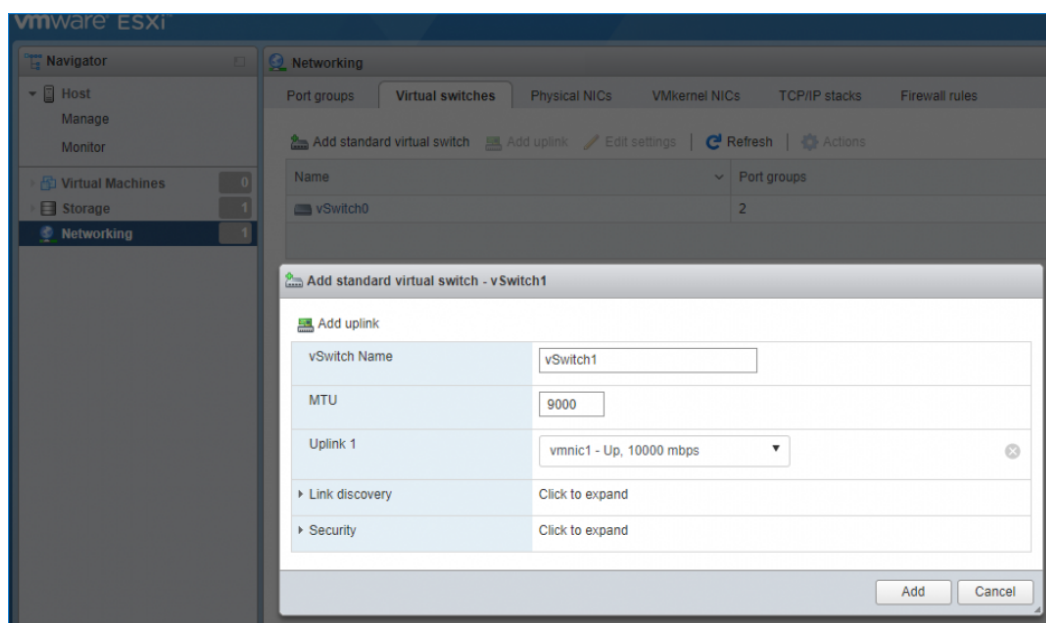 vmware ESXi™
Navigator
Networking
Host
Port groups Virtual switches Physical NICs VMkernel NICs TCP/IP stacks Firewall rules
Manage
Monitor
Add standard virtual switch Add uplink Edit settings Refresh Actions
Name Port groups
Virtual Machines 0
vSwitch0 2
Storage 1
Networking 1
Add standard virtual switch - vSwitch1
Add uplink
vSwitch Name vSwitch1
MTU 9000
Uplink 1 vmnic1 - Up, 10000 mbps
Link discovery Click to expand
Security Click to expand
Add Cancel